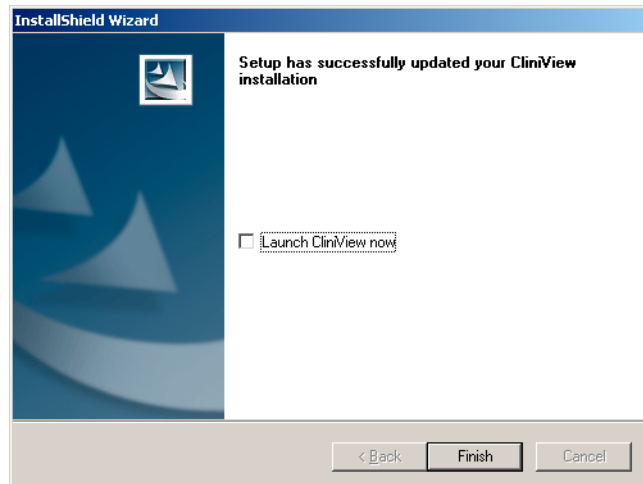 InstallShield Wizard
Setup has successfully updated your CliniView
installation
Launch CliniView now
< Back Finish Cancel